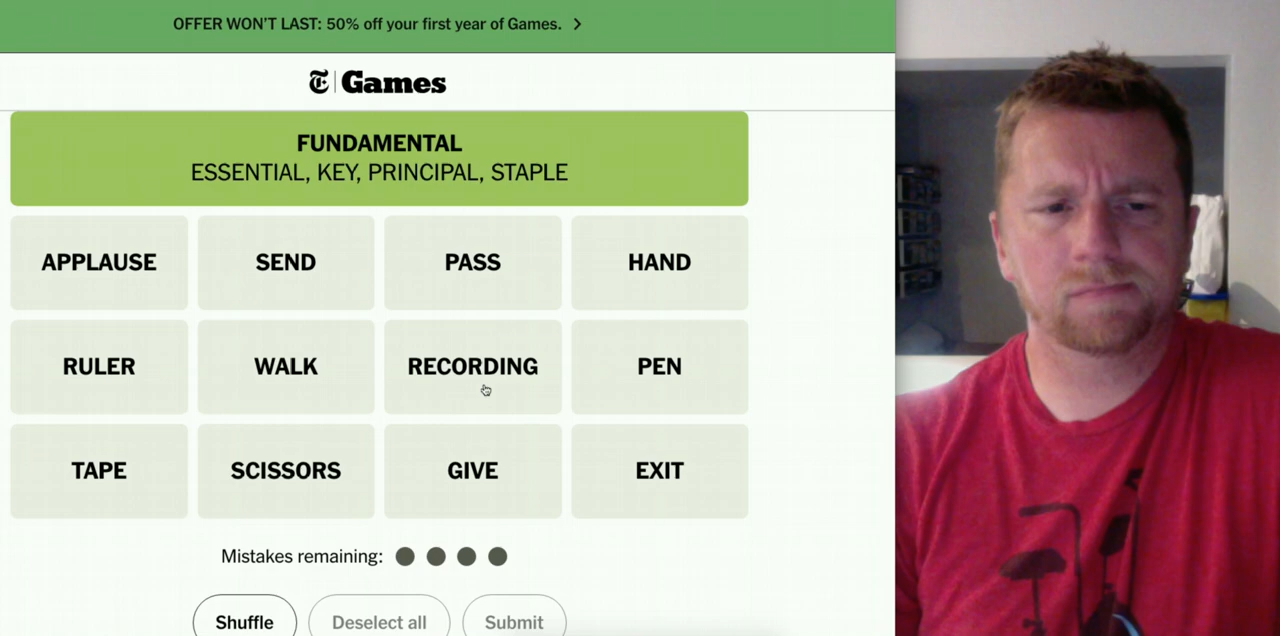 OFFER WON'T LAST: 50% off your first year of Games.
T Games
FUNDAMENTAL
ESSENTIAL, KEY, PRINCIPAL, STAPLE
APPLAUSE SEND PASS HAND
RULER WALK RECORDING PEN
TAPE SCISSORS GIVE EXIT
Mistakes remaining:
Shuffle Deselect all Submit